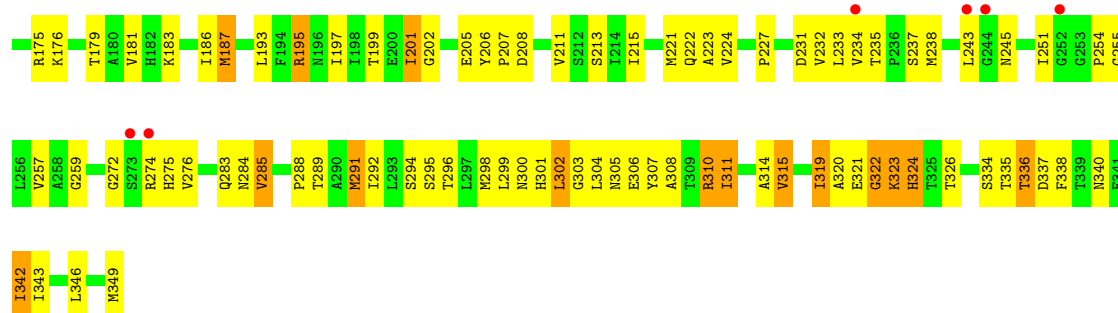 R175 K176 T179 A180 V181 H182 K183 I186 M187 L193 F194 R195 N196 I197 I198 T199 E200 I201 G202 E205 Y206 P207 D208 V211 S212 S213 I214 I215 M221 Q222 A223 V224 P227 D231 V232 L233 V234 T235 P236 S237 M238 L243 G244 N245 I251 G252 G253 P254 G255
L256 V257 A258 G259 G272 S273 R274 H275 V276 Q283 N284 V285 P288 T289 A290 M291 I292 L293 S294 S295 T296 L297 M298 L299 N300 H301 L302 G303 L304 N305 E306 Y307 A308 T309 R310 I311 A314 V315 I319 A320 E321 G322 K323 H324 T325 T326 S334 T335 T336 D337 F338 T339 N340 E341
I342 I343 L346 M349